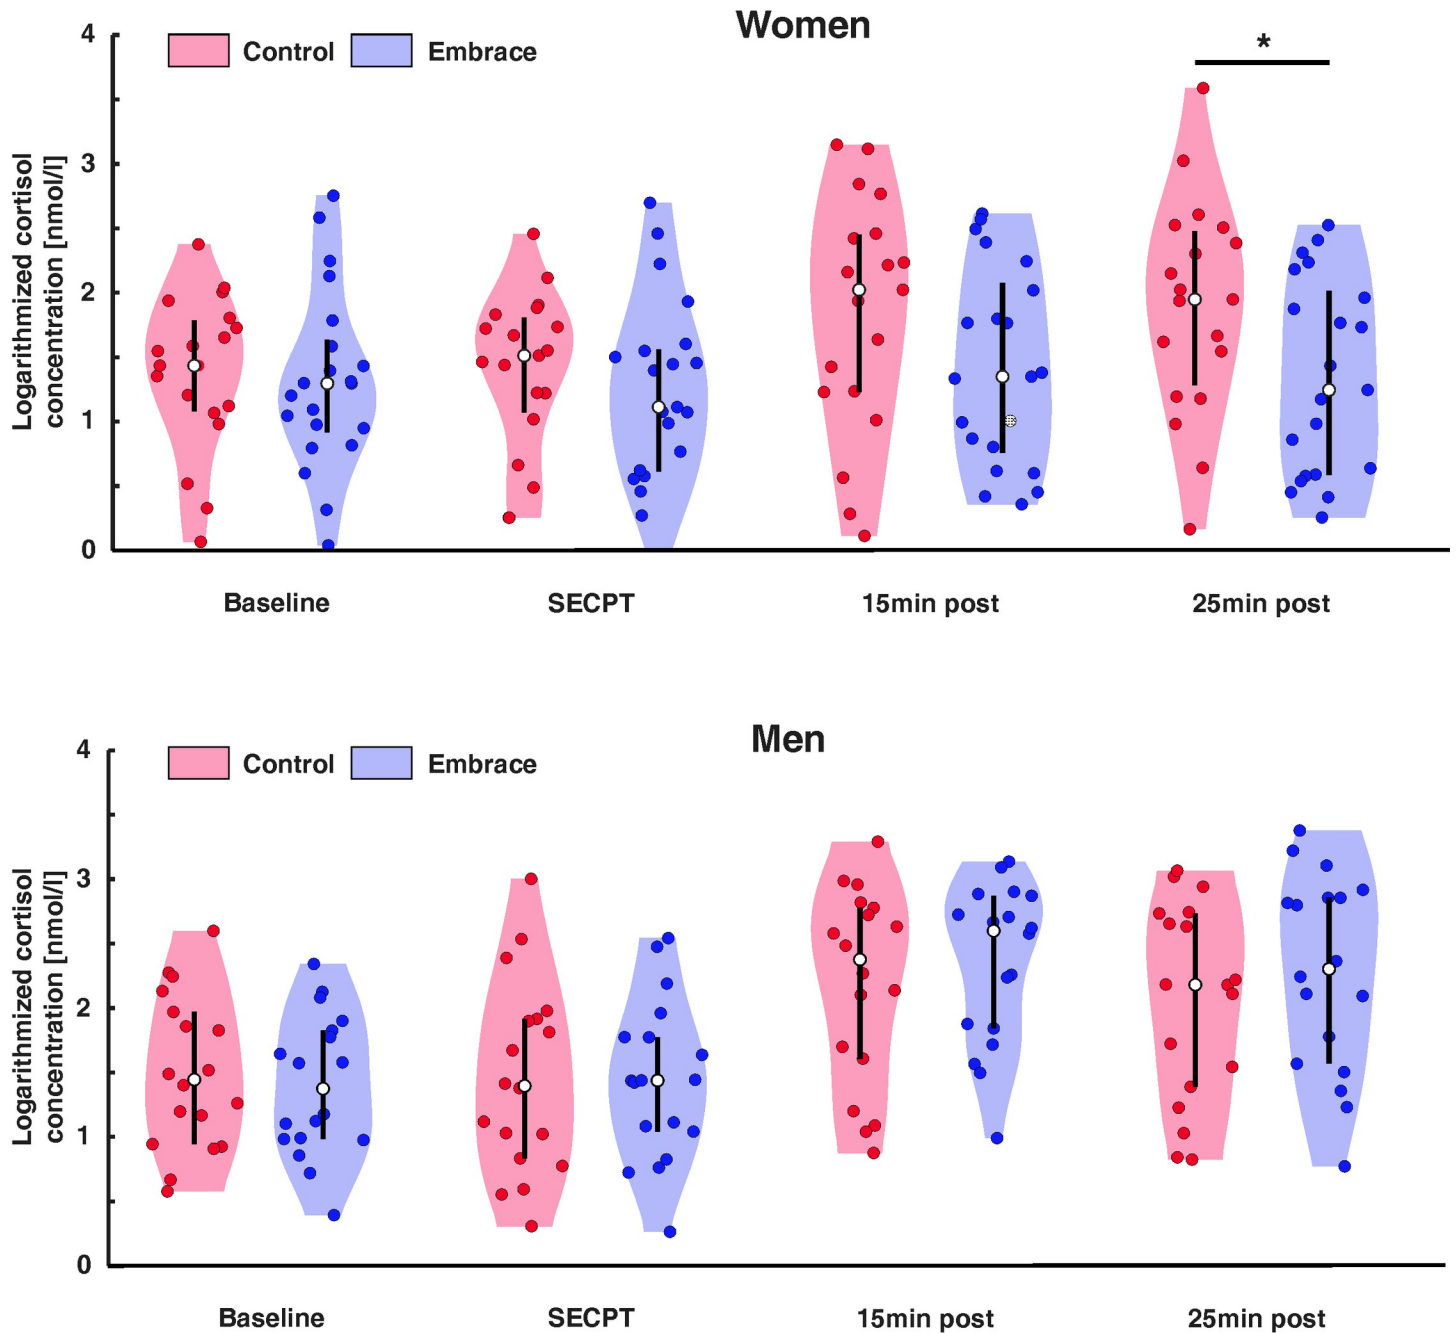 Women
Control Embrace
*
4
3
2
1
0
Logarithmized cortisol
concentration [nmol/l]
Baseline SECPT 15min post 25min post
Men
Control Embrace
4
3
2
1
0
Logarithmized cortisol
concentration [nmol/l]
Baseline SECPT 15min post 25min post